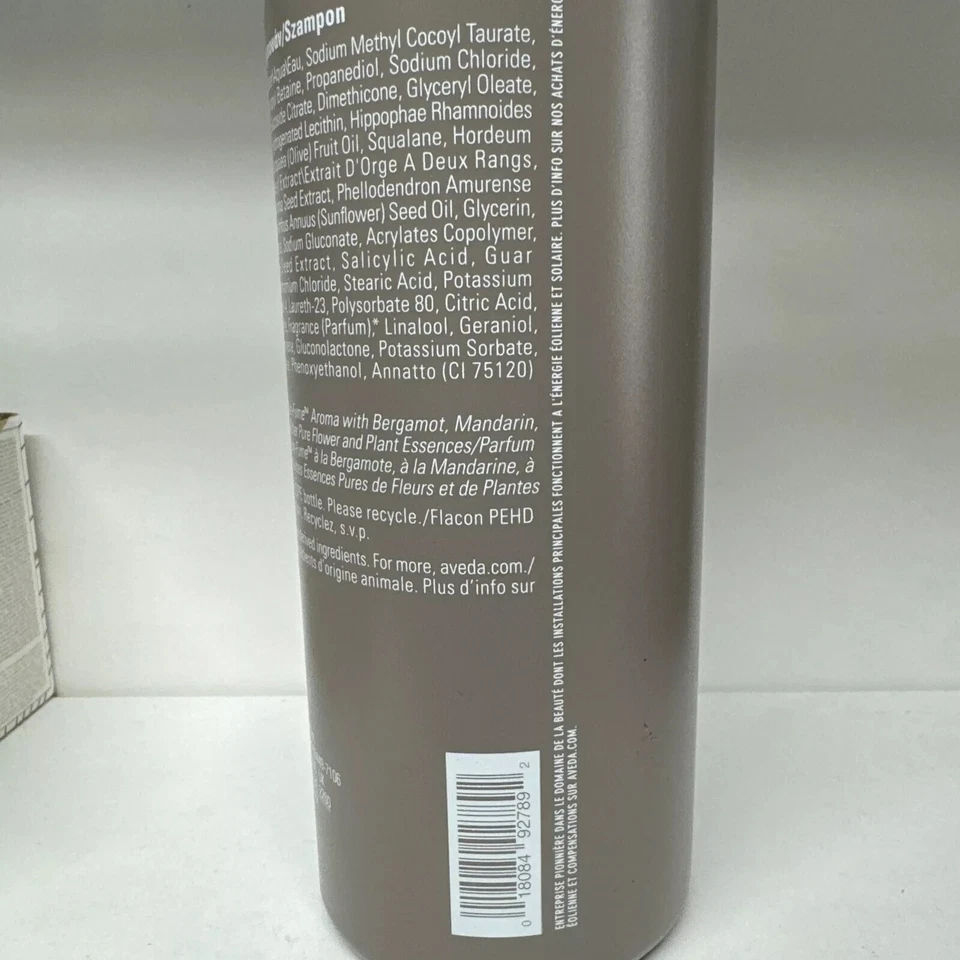 /Szampon
Aqua\Eau, Sodium Methyl Cocoyl Taurate,
Betaine, Propanediol, Sodium Chloride,
Citrate, Dimethicone, Glyceryl Oleate,
Lecithin, Hippophae Rhamnoides
(Olive) Fruit Oil, Squalane, Hordeum
Extract\Extrait D'Orge A Deux Rangs,
Seed Extract, Phellodendron Amurense
Annuus (Sunflower) Seed Oil, Glycerin,
Sodium Gluconate, Acrylates Copolymer,
Seed Extract, Salicylic Acid, Guar
Chloride, Stearic Acid, Potassium
Laureth-23, Polysorbate 80, Citric Acid,
Fragrance (Parfum),* Linalool, Geraniol,
Gluconolactone, Potassium Sorbate,
Phenoxyethanol, Annatto (CI 75120)
Aroma with Bergamot, Mandarin,
Pure Flower and Plant Essences/Parfum
à la Bergamote, à la Mandarine, à
Essences Pures de Fleurs et de Plantes
bottle. Please recycle./Flacon PEHD
Recyclez, s.v.p.
ingredients. For more, aveda.com./
d'origine animale. Plus d'info sur
0 18084 92789 2
ENTREPRISE PIONNIÈRE DANS LE DOMAINE DE LA BEAUTÉ DONT LES INSTALLATIONS PRINCIPALES FONCTIONNENT A L'ÉNERGIE ÉOLIENNE ET SOLAIRE. PLUS D'INFO SUR NOS ACHATS
ÉOLIENNE ET COMPENSATIONS SUR AVEDA.COM.